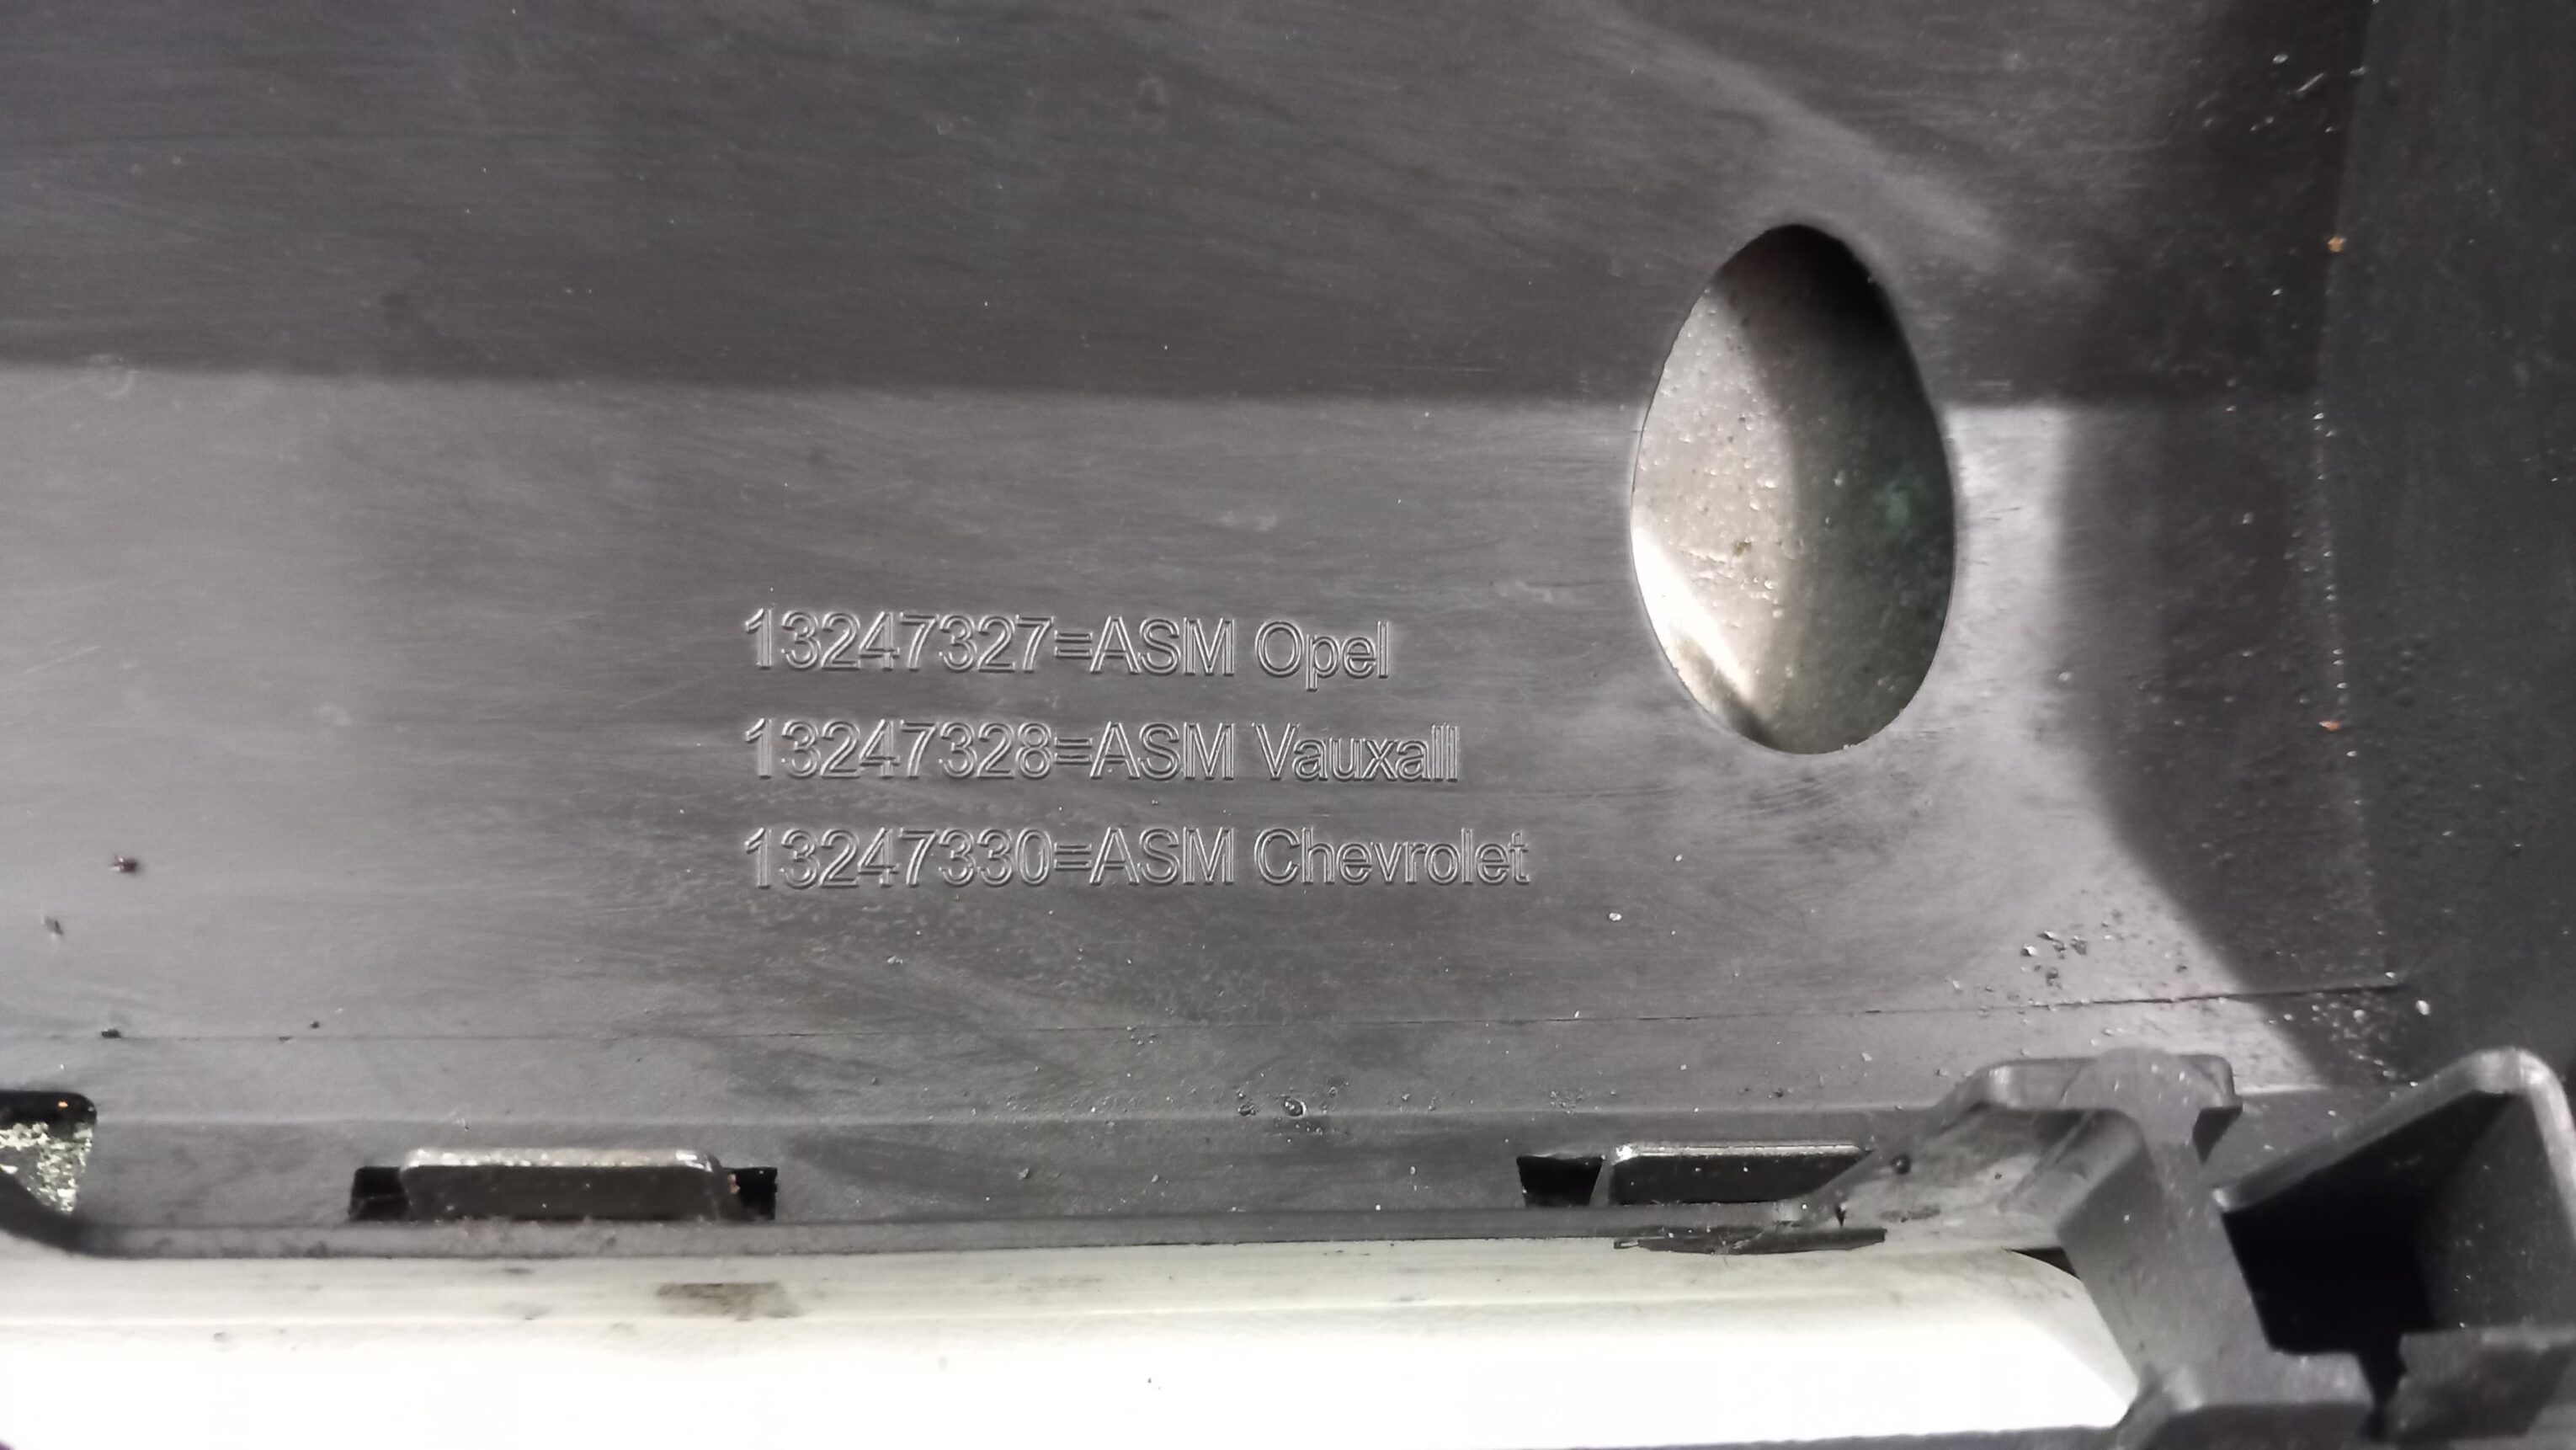 13247327=ASM Opel
13247328=ASM Vauxall
13247330=ASM Chevrolet